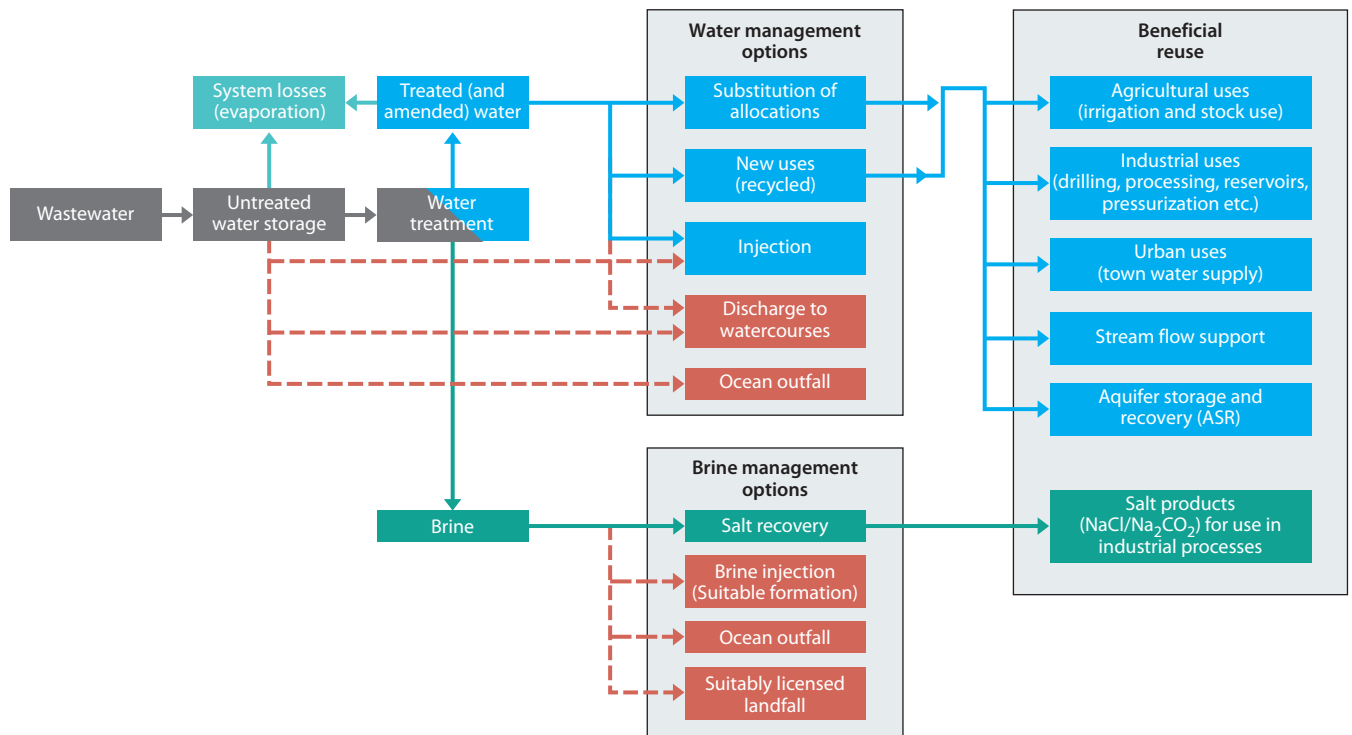 Water management
options
Beneficial
reuse
System losses
(evaporation)
Treated (and
amended) water
Substitution of
allocations
Agricultural uses
(irrigation and stock use)
New uses
(recycled)
Industrial uses
(drilling, processing, reservoirs,
pressurization etc.)
Wastewater
Untreated
water storage
Water
treatment
Injection
Urban uses
(town water supply)
Discharge to
watercourses
Stream flow support
Ocean outfall
Aquifer storage and
recovery (ASR)
Brine management
options
Brine
Salt recovery
Salt products
(NaCl/Na₂CO₂) for use in
industrial processes
Brine injection
(Suitable formation)
Ocean outfall
Suitably licensed
landfall